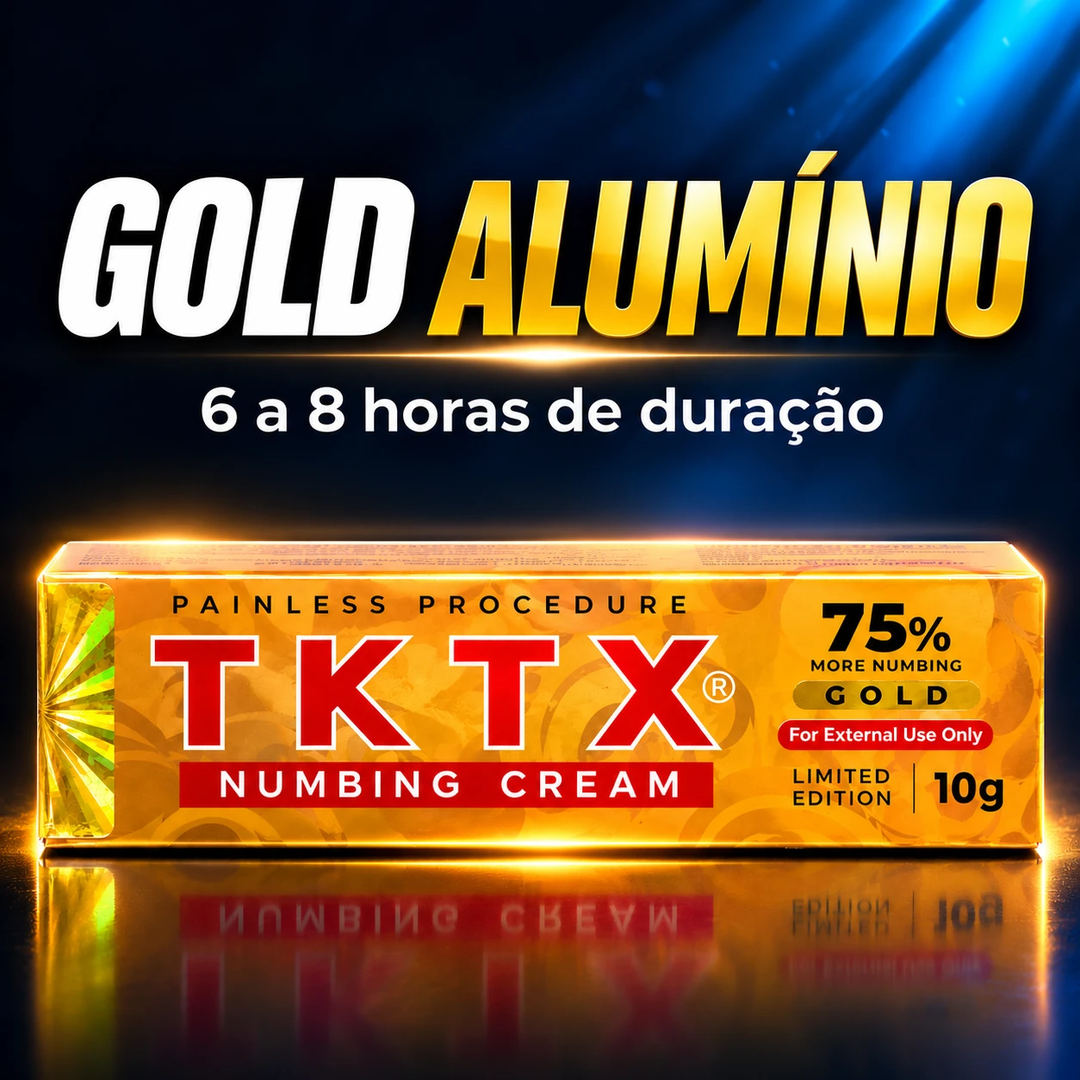 GOLD ALUMÍNIO
6 a 8 horas de duração
PAINLESS PROCEDURE
TKTX®
NUMBING CREAM
75%
MORE NUMBING
GOLD
For External Use Only
LIMITED
EDITION
10g